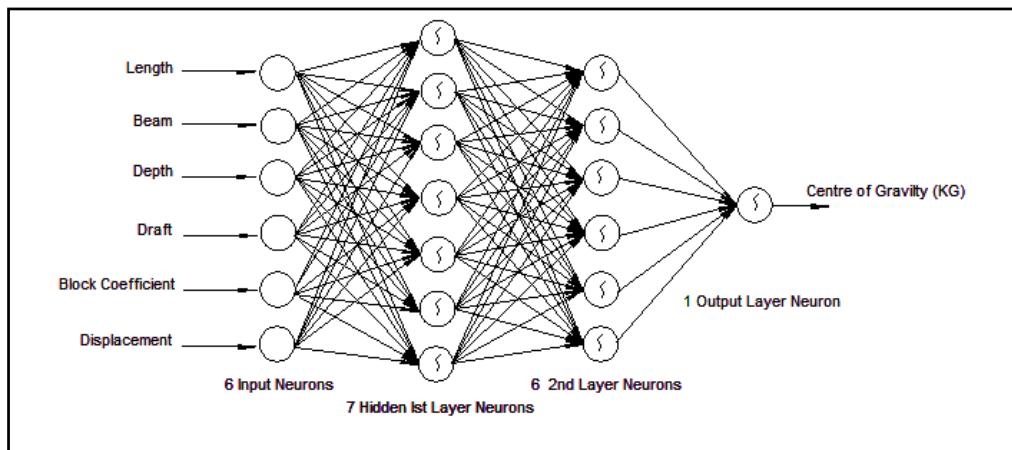 Length
Beam
Depth
Draft
Block Coefficient
Displacement
Centre of Gravilty (KG)
1 Output Layer Neuron
6 Input Neurons
7 Hidden Ist Layer Neurons
6 2nd Layer Neurons